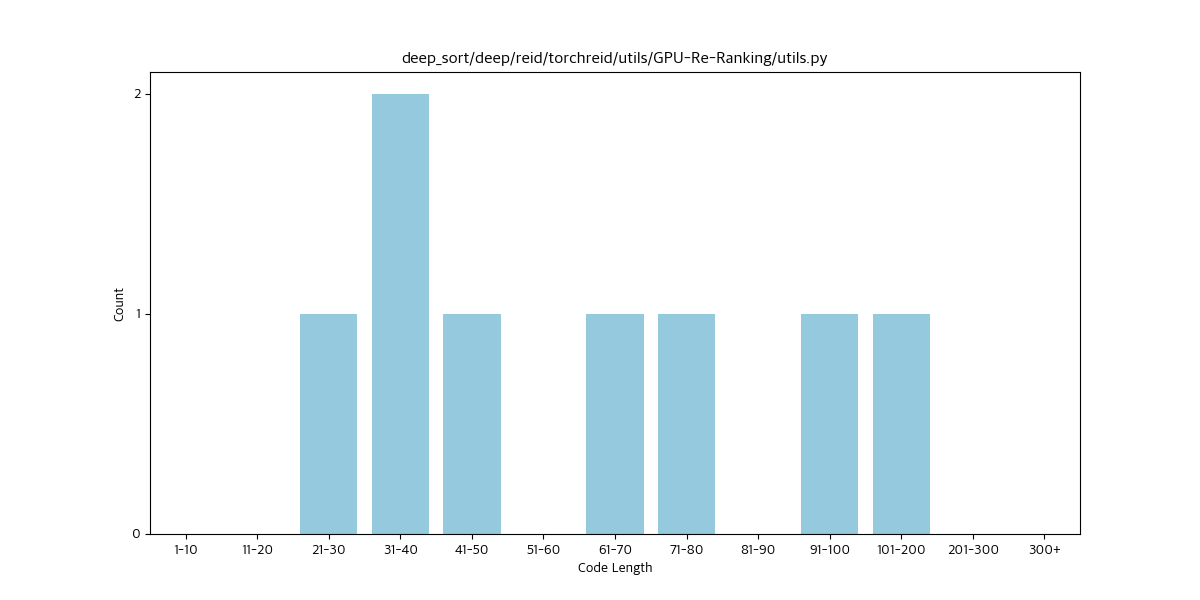 deep_sort/deep/reid/torchreid/utils/GPU-Re-Ranking/utils.py
Count
2
1
0
1-10 11-20 21-30 31-40 41-50 51-60 61-70 71-80 81-90 91-100 101-200 201-300 300+
Code Length